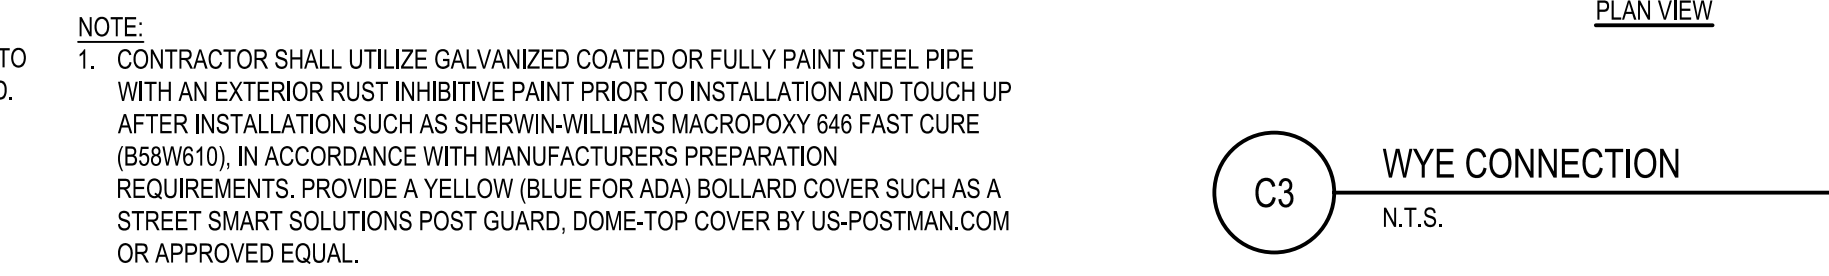 TO
D.
NOTE:
1. CONTRACTOR SHALL UTILIZE GALVANIZED COATED OR FULLY PAINT STEEL PIPE
WITH AN EXTERIOR RUST INHIBITIVE PAINT PRIOR TO INSTALLATION AND TOUCH UP
AFTER INSTALLATION SUCH AS SHERWIN-WILLIAMS MACROPOXY 646 FAST CURE
(B58W610), IN ACCORDANCE WITH MANUFACTURERS PREPARATION
REQUIREMENTS. PROVIDE A YELLOW (BLUE FOR ADA) BOLLARD COVER SUCH AS A
STREET SMART SOLUTIONS POST GUARD, DOME-TOP COVER BY US-POSTMAN.COM
OR APPROVED EQUAL.
PLAN VIEW
C3
WYE CONNECTION
N.T.S.